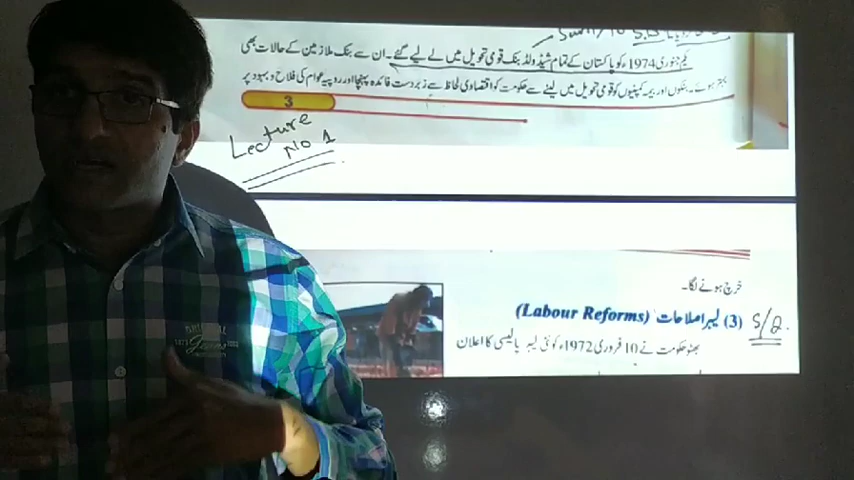 یکم جنوری 1974ء کو پاکستان کے تمام شیڈولڈ بنک قومی تحویل میں لے لیے گئے۔ ان سے بنک ملازمین کے حالات بھی
بہتر ہوئے۔ بنکوں اور بیمہ کمپنیوں کو قومی تحویل میں لینے سے حکومت کو اقتصادی لحاظ سے زبردست فائدہ پہنچا اور روپیہ عوام کی فلاح و بہبود پر
3
Lecture
No 1
خرچ ہونے لگا۔
(3) لیبر اصلاحات (Labour Reforms)
S/Q.
بھٹو حکومت نے 10 فروری 1972ء کو نئی لیبر پالیسی کا اعلان